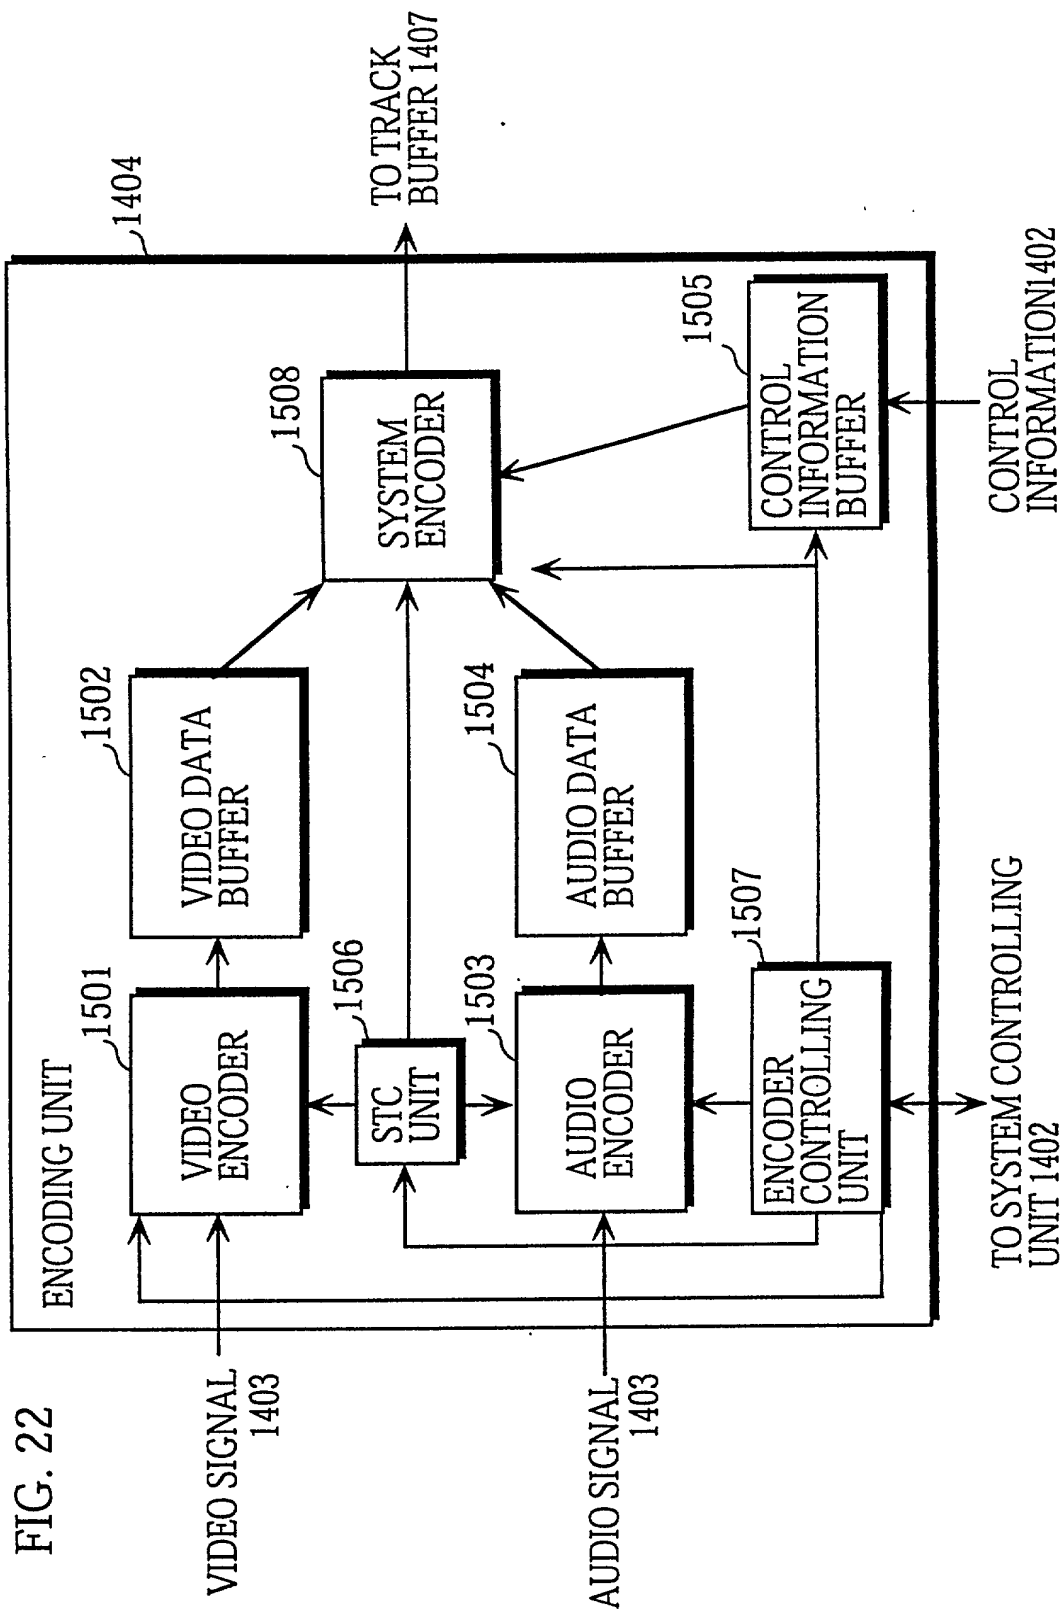 FIG. 22
ENCODING UNIT
1404
VIDEO SIGNAL
1403
1501
VIDEO
ENCODER
1502
VIDEO DATA
BUFFER
1508
SYSTEM
ENCODER
TO TRACK
BUFFER 1407
1506
STC
UNIT
AUDIO SIGNAL
1403
1503
AUDIO
ENCODER
1504
AUDIO DATA
BUFFER
1507
ENCODER
CONTROLLING
UNIT
1505
CONTROL
INFORMATION
BUFFER
TO SYSTEM CONTROLLING
UNIT 1402
CONTROL
INFORMATION1402